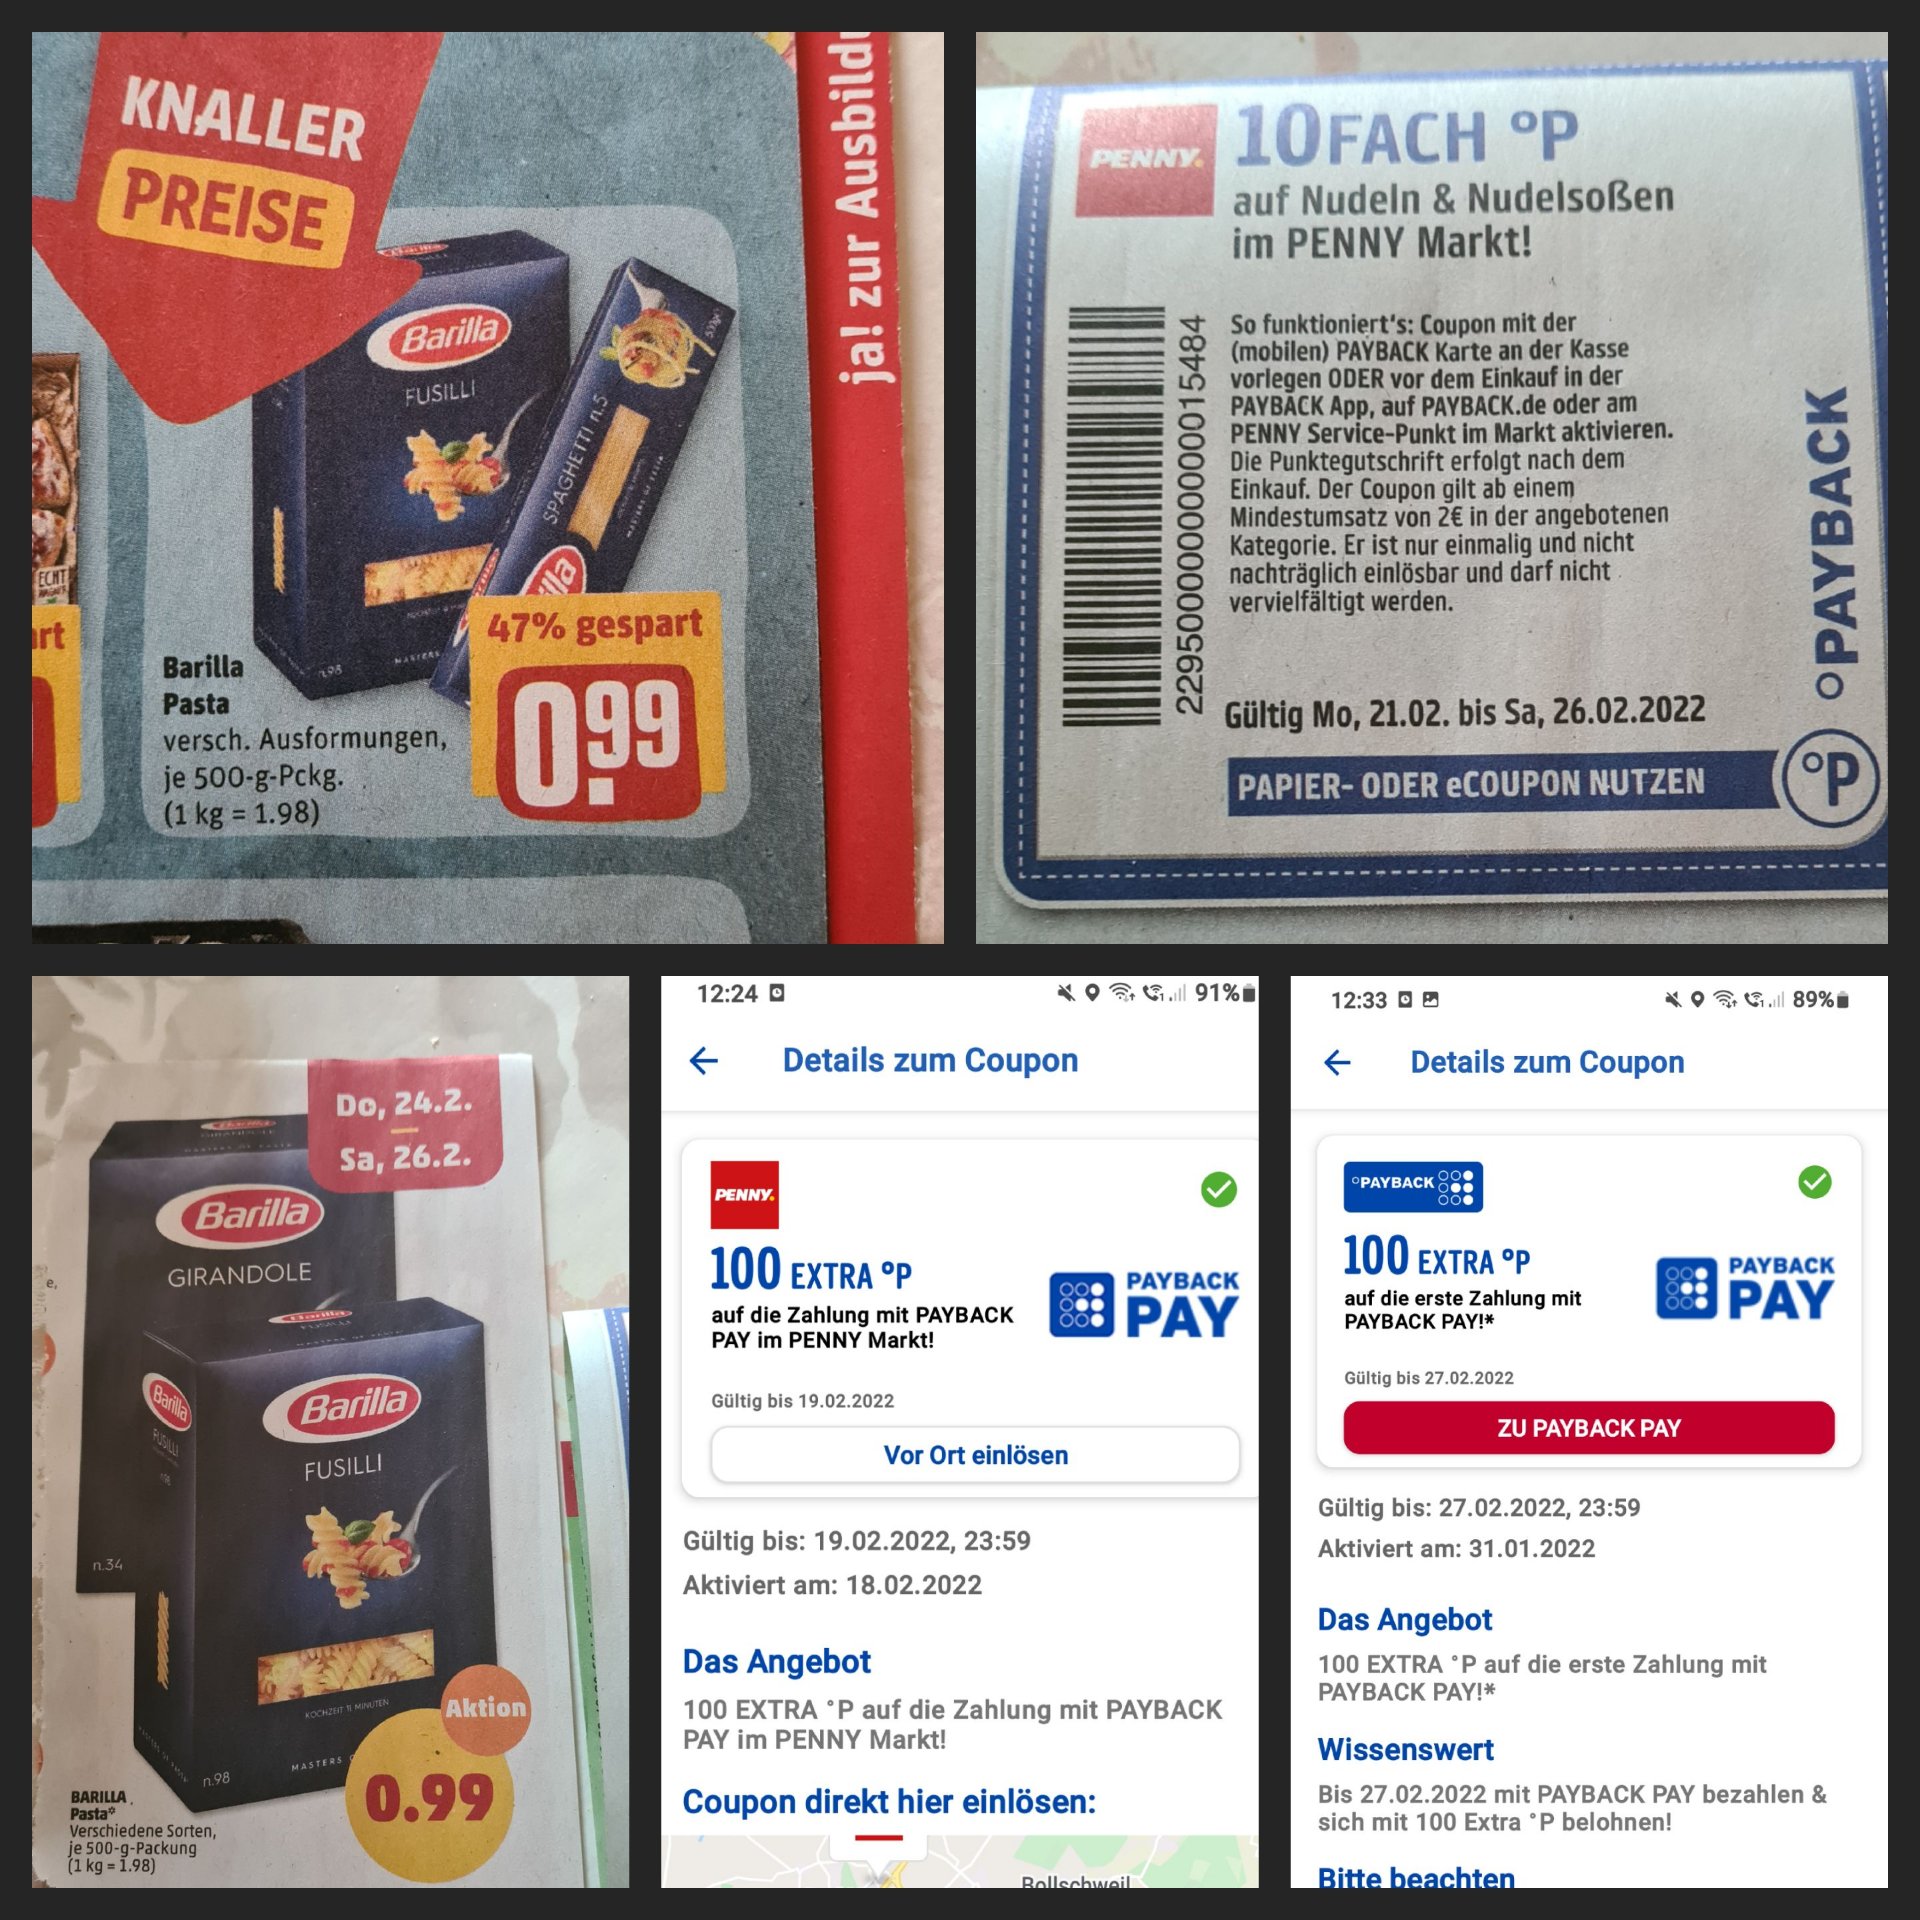 KNALLER
PREISE
Barilla
FUSILLI
SPAGHETTI n.5
n.98
MASTERS
47% gespart
0.99
Barilla
Pasta
versch. Ausformungen,
je 500-g-Pckg.
(1 kg = 1.98)
ECHT
ja! zur Ausbild
PENNY.
10FACH °P
auf Nudeln & Nudelsoßen
im PENNY Markt!
So funktioniert's: Coupon mit der
(mobilen) PAYBACK Karte an der Kasse
vorlegen ODER vor dem Einkauf in der
PAYBACK App, auf PAYBACK.de oder am
PENNY Service-Punkt im Markt aktivieren.
Die Punktegutschrift erfolgt nach dem
Einkauf. Der Coupon gilt ab einem
Mindestumsatz von 2€ in der angebotenen
Kategorie. Er ist nur einmalig und nicht
nachträglich einlösbar und darf nicht
vervielfältigt werden.
Gültig Mo, 21.02. bis Sa, 26.02.2022
PAPIER- ODER eCOUPON NUTZEN
°P
°PAYBACK
Do, 24.2.
–
Sa, 26.2.
Barilla
GIRANDOLE
n.34
Barilla
FUSILLI
Barilla
FUSILLI
KOCHZEIT 11 MINUTEN
MASTERS
n.98
Aktion
0.99
BARILLA
Pasta*
Verschiedene Sorten,
je 500-g-Packung
(1 kg = 1.98)
12:24
91%
Details zum Coupon
PENNY.
100 EXTRA °P
auf die Zahlung mit PAYBACK
PAY im PENNY Markt!
PAYBACK
PAY
Gültig bis 19.02.2022
Vor Ort einlösen
Gültig bis: 19.02.2022, 23:59
Aktiviert am: 18.02.2022
Das Angebot
100 EXTRA °P auf die Zahlung mit PAYBACK
PAY im PENNY Markt!
Coupon direkt hier einlösen:
Bollschweil
12:33
89%
Details zum Coupon
°PAYBACK
100 EXTRA °P
auf die erste Zahlung mit
PAYBACK PAY!*
PAYBACK
PAY
Gültig bis 27.02.2022
ZU PAYBACK PAY
Gültig bis: 27.02.2022, 23:59
Aktiviert am: 31.01.2022
Das Angebot
100 EXTRA °P auf die erste Zahlung mit
PAYBACK PAY!*
Wissenswert
Bis 27.02.2022 mit PAYBACK PAY bezahlen &
sich mit 100 Extra °P belohnen!
Bitte beachten